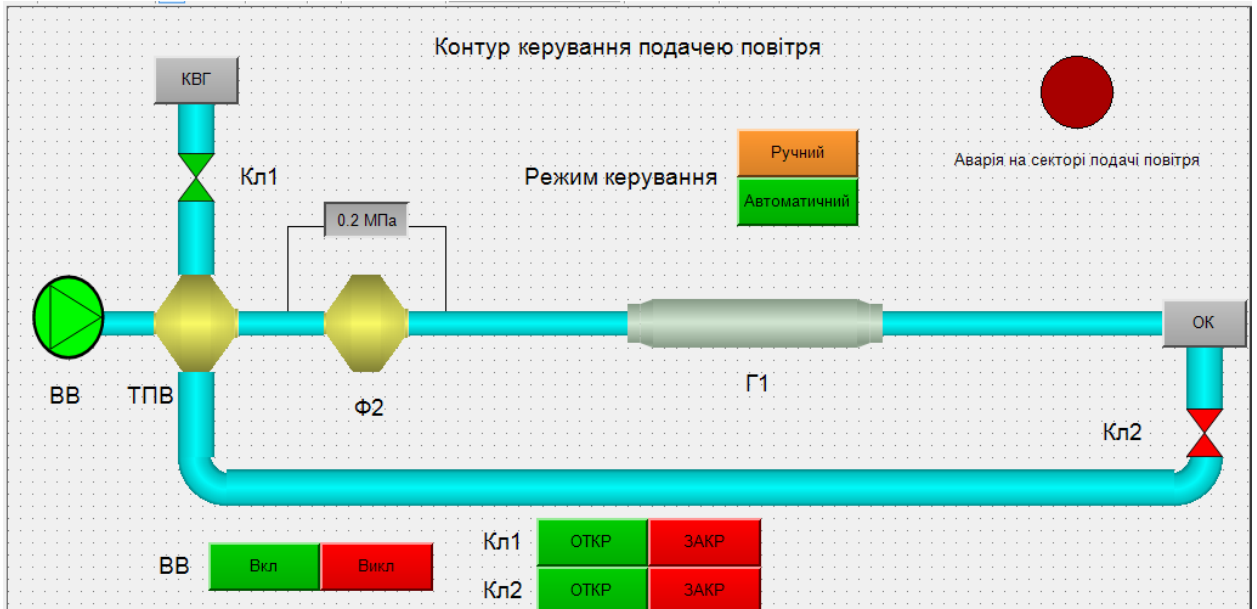 Контур керування подачею повітря
КВГ
Ручний
Аварія на секторі подачі повітря
Кл1
Режим керування
Автоматичний
0.2 МПа
ОК
ВВ
ТПВ
Ф2
Г1
Кл2
Кл1
ОТКР
ЗАКР
ВВ
Вкл
Викл
Кл2
ОТКР
ЗАКР